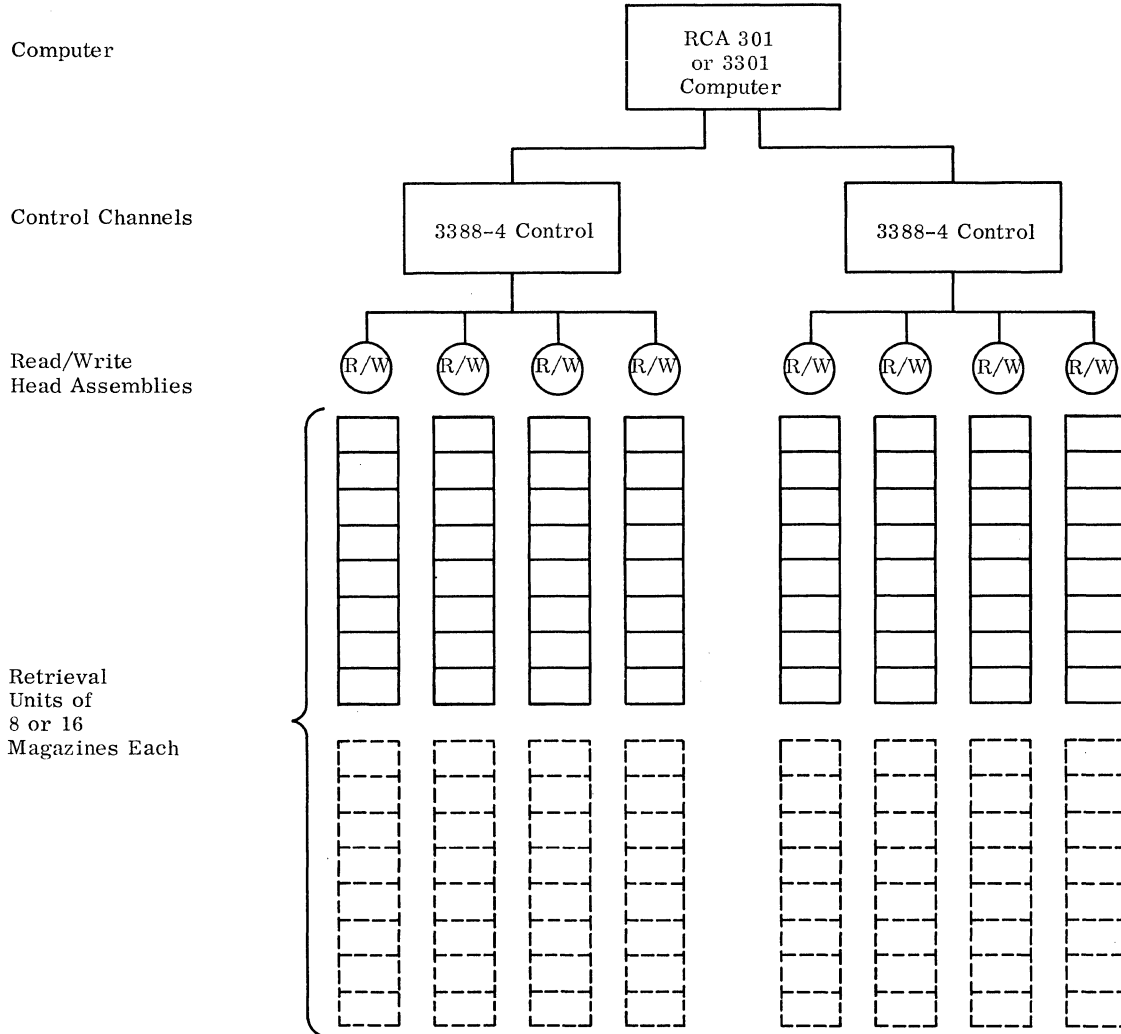 Computer
RCA 301
or 3301
Computer
Control Channels
3388-4 Control
3388-4 Control
Read/Write
Head Assemblies
R/W
R/W
R/W
R/W
R/W
R/W
R/W
R/W
Retrieval
Units of
8 or 16
Magazines Each